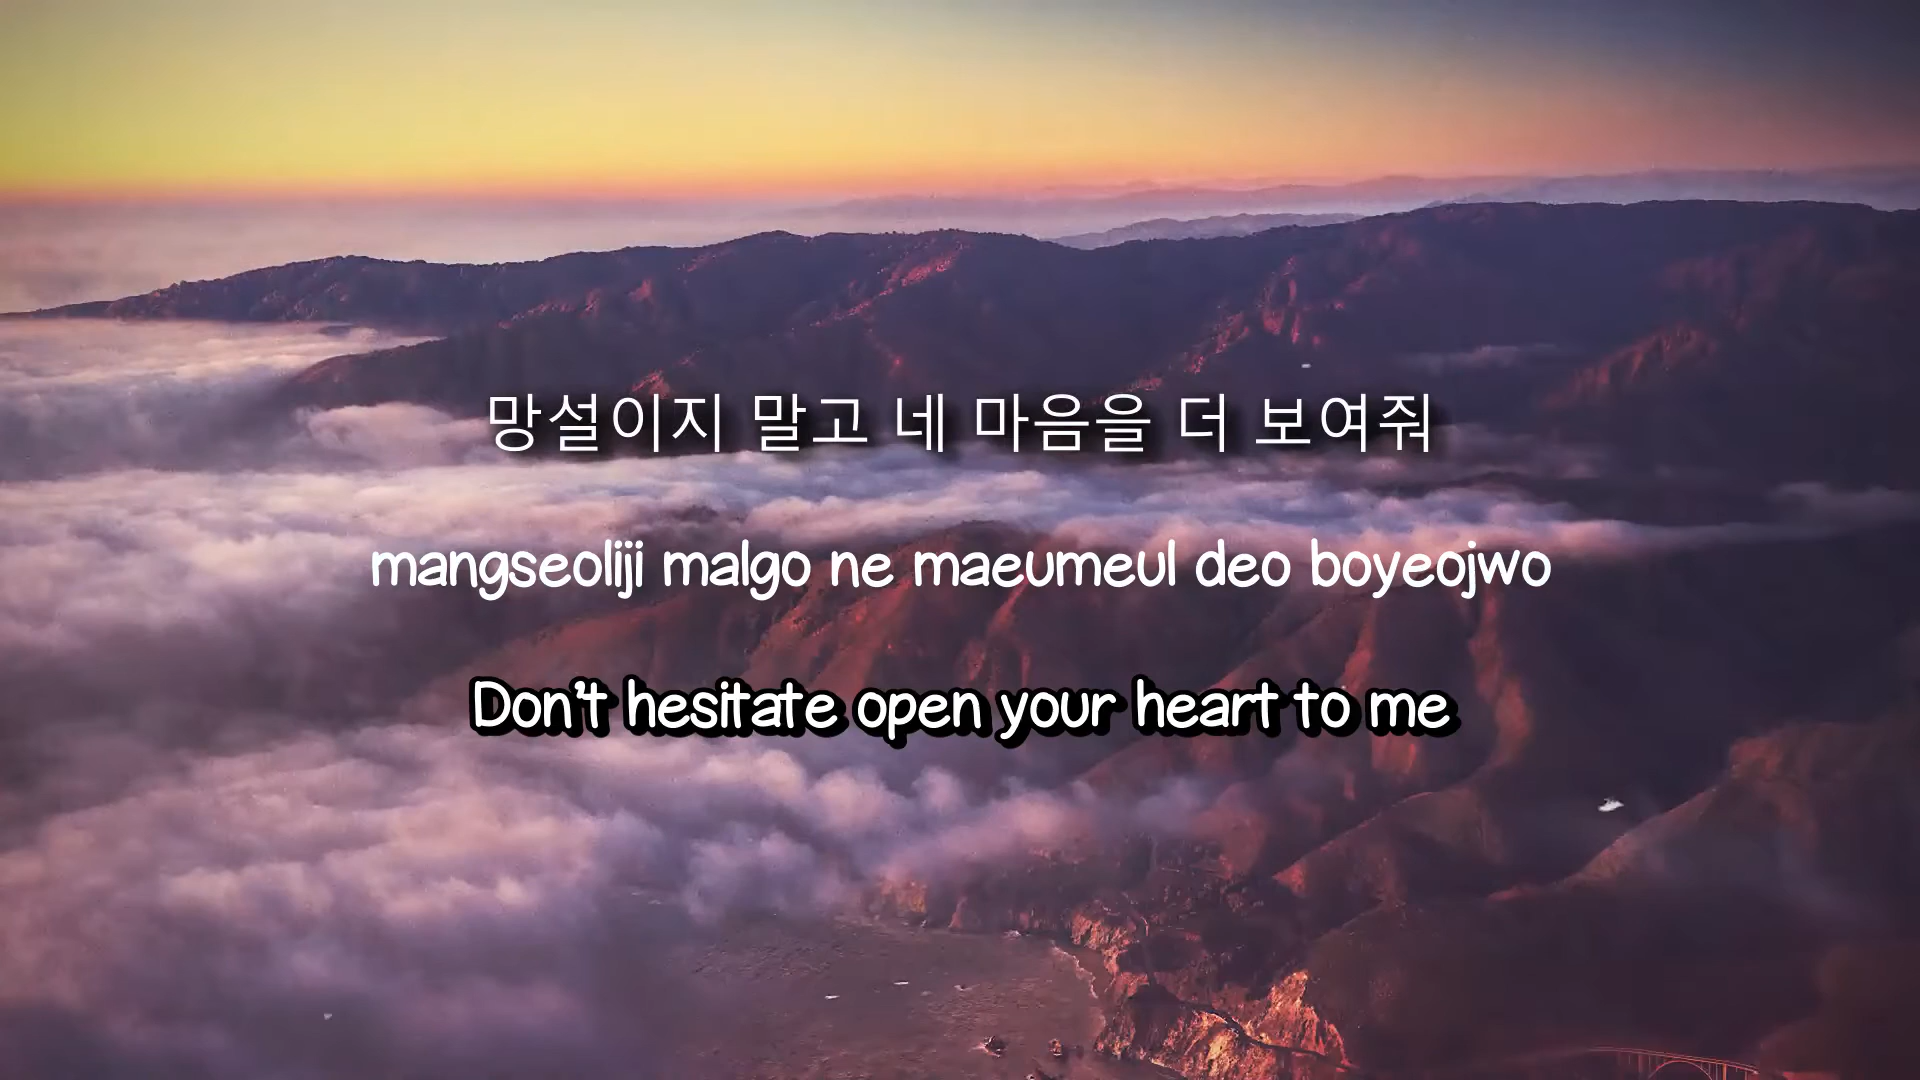 망설이지 말고 네 마음을 더 보여줘
mangseoliji malgo ne maeumeul deo boyeojwo
Don't hesitate open your heart to me